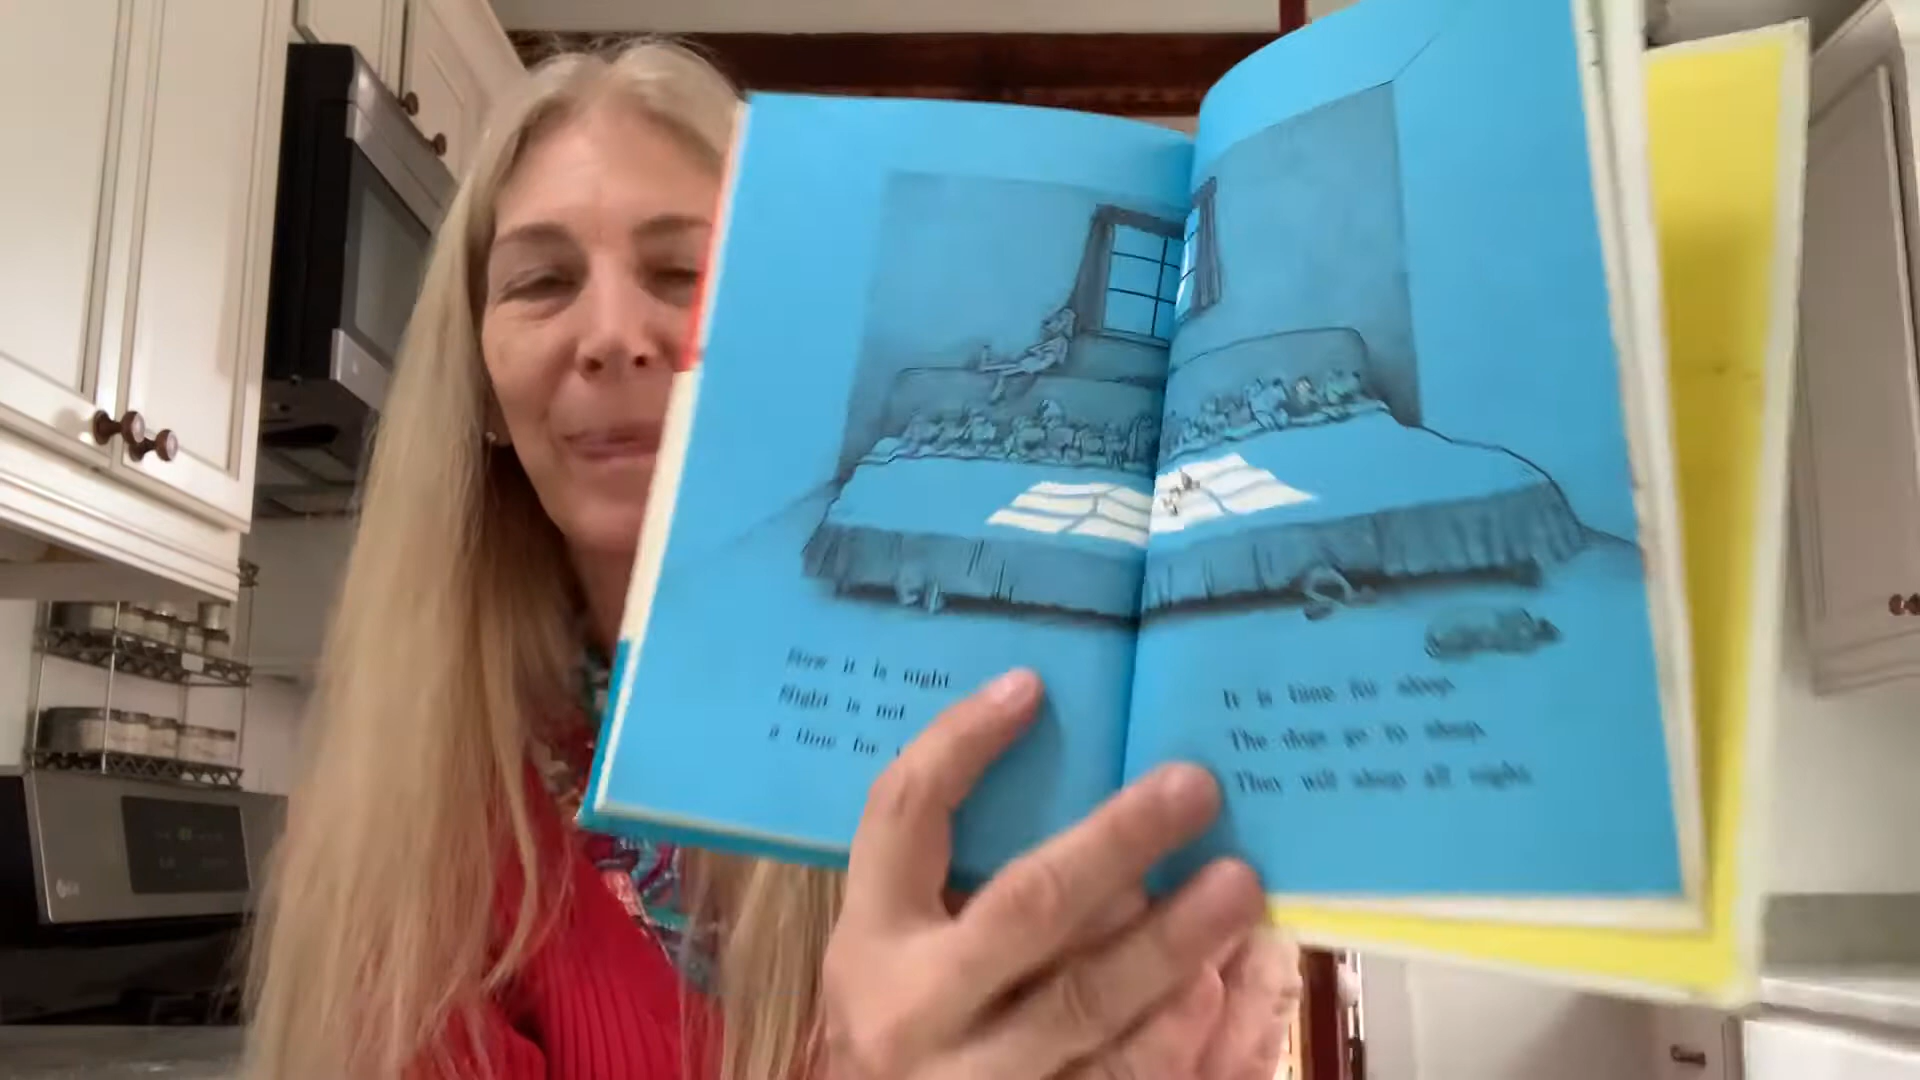 Now it is night.
Night is not
a time for
It is time for sleep.
The dogs go to sleep.
They will sleep all night.
LG